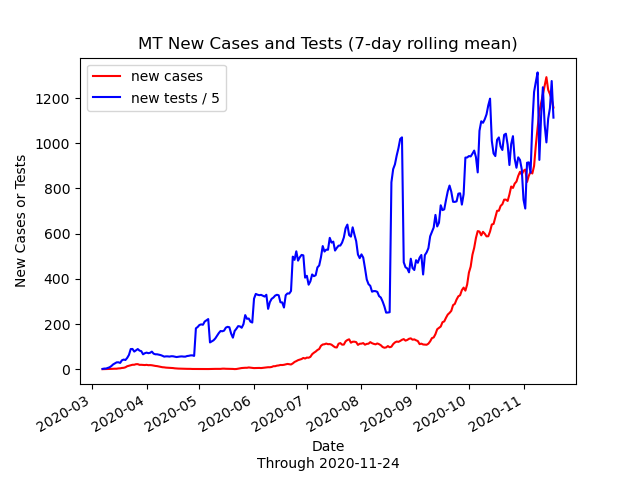 MT New Cases and Tests (7-day rolling mean)
new cases
new tests / 5
New Cases or Tests
1200
1000
800
600
400
200
0
2020-03
2020-04
2020-05
2020-06
2020-07
2020-08
2020-09
2020-10
2020-11
Date
Through 2020-11-24